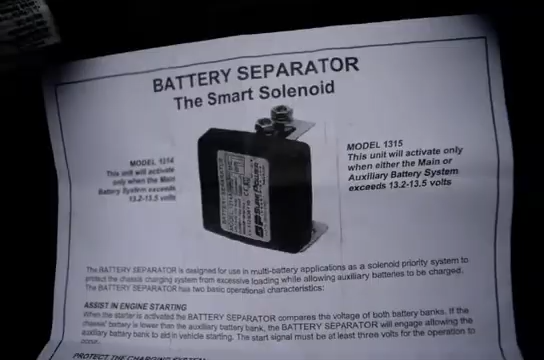 BATTERY SEPARATOR
The Smart Solenoid
MODEL 1314
This unit will activate
only when the Main
Battery System exceeds
13.2-13.5 volts
MODEL 1315
This unit will activate only
when either the Main or
Auxiliary Battery System
exceeds 13.2-13.5 volts
The BATTERY SEPARATOR is designed for use in multi-battery applications as a solenoid priority system to
protect the chassis charging system from excessive loading while allowing auxiliary batteries to be charged.
The BATTERY SEPARATOR has two basic operational characteristics:
ASSIST IN ENGINE STARTING
When the starter is activated the BATTERY SEPARATOR compares the voltage of both battery banks. If the
chassis' battery is lower than the auxiliary battery bank, the BATTERY SEPARATOR will engage allowing the
auxiliary battery bank to aid in vehicle starting. The start signal must be at least three volts for the operation to
occur.
PROTECT THE CHARGING SYSTEM